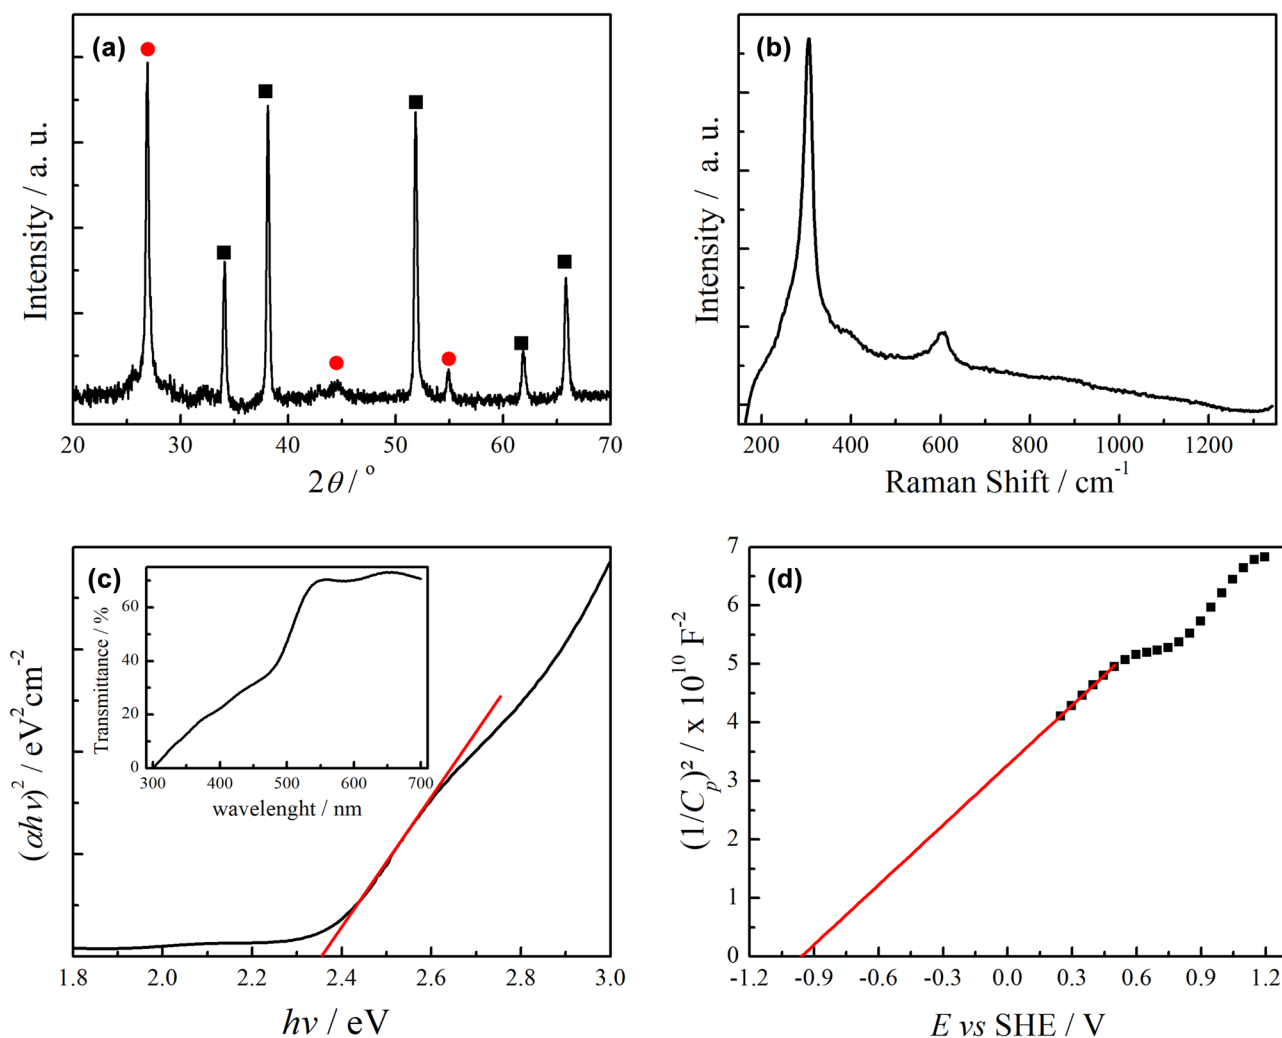 (a)
Intensity / a. u.
20 30 40 50 60 70
2θ / °
(b)
Intensity / a. u.
200 400 600 800 1000 1200
Raman Shift / cm⁻¹
(c)
(αhν)² / eV²cm⁻²
1.8 2.0 2.2 2.4 2.6 2.8 3.0
hν / eV
Transmittance / %
60
40
20
0
300 400 500 600 700
wavelenght / nm
(d)
(1/Cₚ)² / x 10¹⁰ F⁻²
7
6
5
4
3
2
1
0
-1.2 -0.9 -0.6 -0.3 0.0 0.3 0.6 0.9 1.2
E vs SHE / V